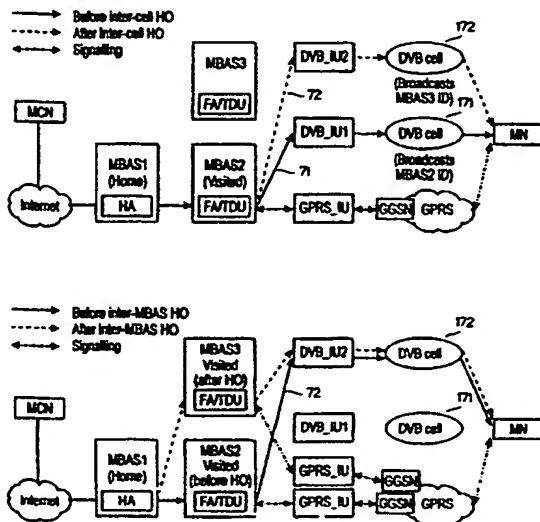 Before inter-cell HO
After inter-cell HO
Signalling
MCN
Internet
MBAS1
(Home)
HA
MBAS3
FA/TDU
MBAS2
(Visited)
FA/TDU
72
71
DVB_IU2
DVB_IU1
GPRS_IU
172
DVB cell
(Broadcasts
MBAS3 ID)
171
DVB cell
(Broadcasts
MBAS2 ID)
GGSN
GPRS
MN
Before inter-MBAS HO
After inter-MBAS HO
Signalling
MCN
Internet
MBAS1
(Home)
HA
MBAS3
Visited
(after HO)
FA/TDU
MBAS2
Visited
(before HO)
FA/TDU
72
DVB_IU2
DVB_IU1
GPRS_IU
GPRS_IU
172
DVB cell
171
DVB cell
GGSN
GGSN
GPRS
MN